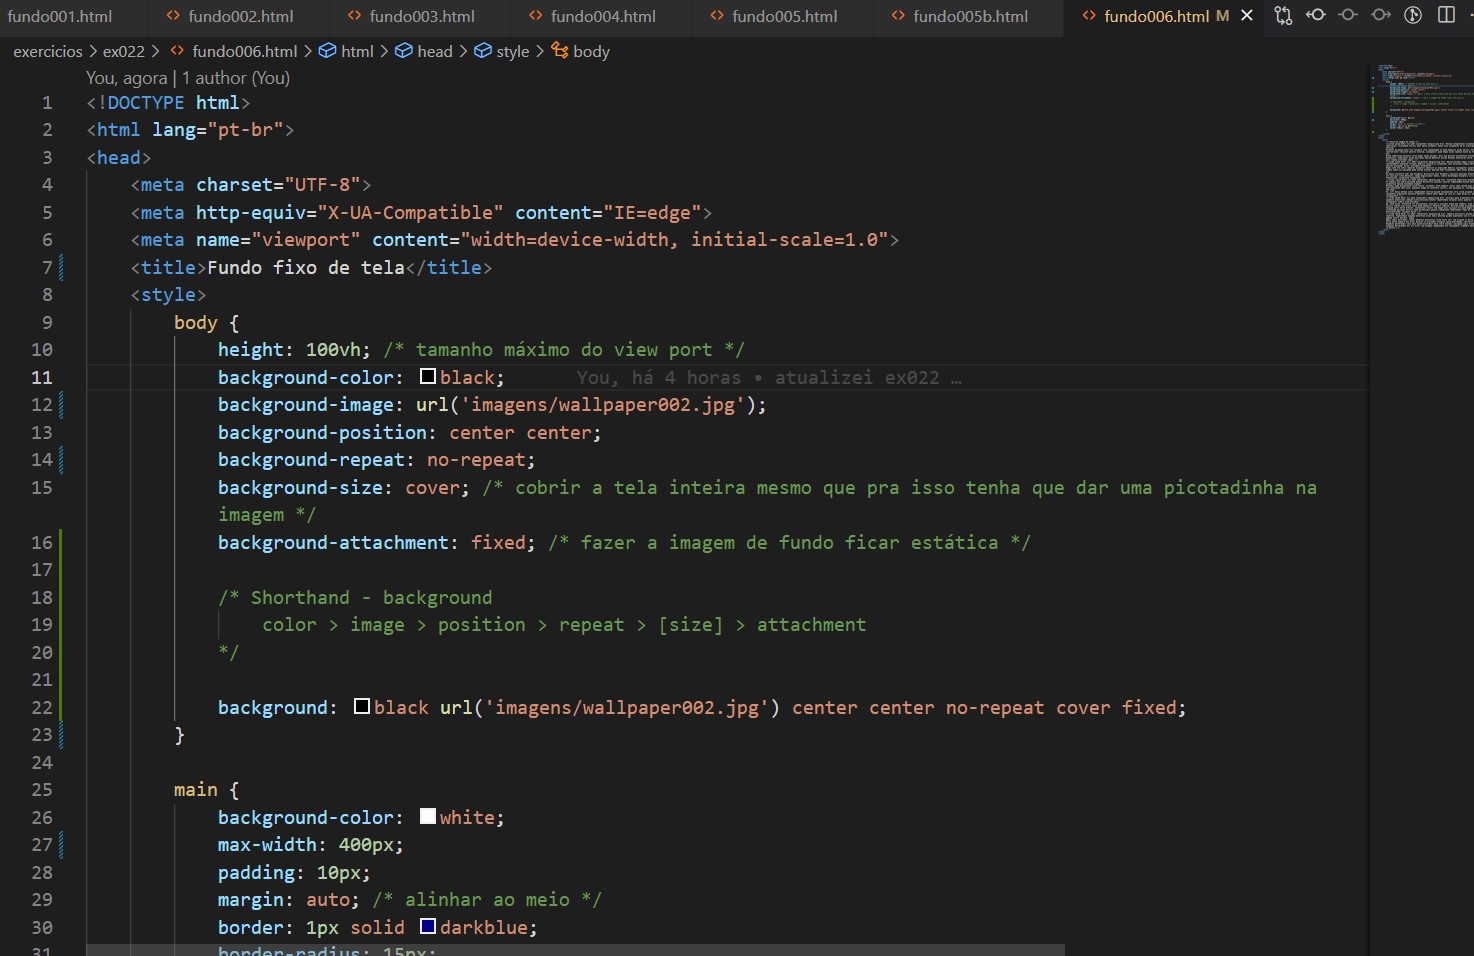 fundo001.html fundo002.html fundo003.html fundo004.html fundo005.html fundo005b.html fundo006.html M
exercicios > ex022 > fundo006.html > html > head > style > body
You, agora | 1 author (You)
1 <!DOCTYPE html>
2 <html lang="pt-br">
3 <head>
4 <meta charset="UTF-8">
5 <meta http-equiv="X-UA-Compatible" content="IE=edge">
6 <meta name="viewport" content="width=device-width, initial-scale=1.0">
7 <title>Fundo fixo de tela</title>
8 <style>
9 body {
10 height: 100vh; /* tamanho máximo do view port */
11 background-color: black; You, há 4 horas • atualizei ex022 …
12 background-image: url('imagens/wallpaper002.jpg');
13 background-position: center center;
14 background-repeat: no-repeat;
15 background-size: cover; /* cobrir a tela inteira mesmo que pra isso tenha que dar uma picotadinha na
imagem */
16 background-attachment: fixed; /* fazer a imagem de fundo ficar estática */
17
18 /* Shorthand - background
19 color > image > position > repeat > [size] > attachment
20 */
21
22 background: black url('imagens/wallpaper002.jpg') center center no-repeat cover fixed;
23 }
24
25 main {
26 background-color: white;
27 max-width: 400px;
28 padding: 10px;
29 margin: auto; /* alinhar ao meio */
30 border: 1px solid darkblue;
31 border-radius: 15px;